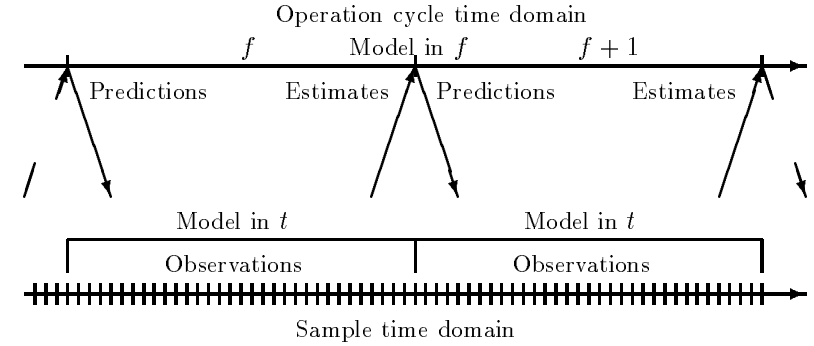 Operation cycle time domain
f Model in f f + 1
Predictions Estimates Predictions Estimates
Model in t Model in t
Observations Observations
Sample time domain